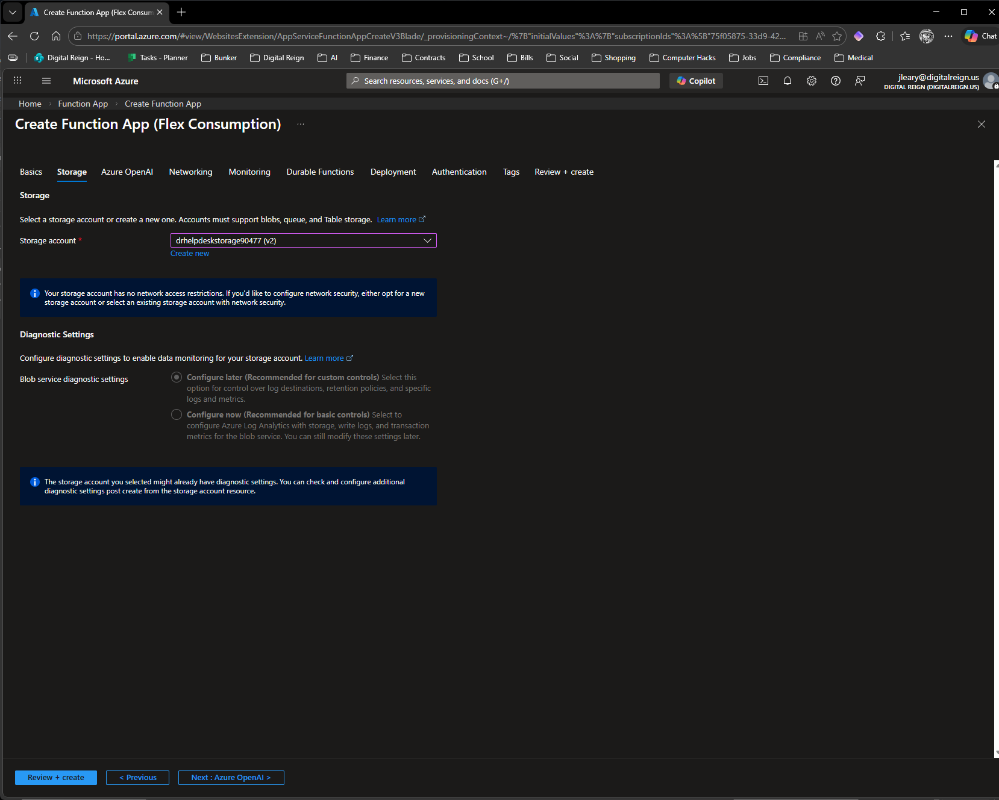 Create Function App (Flex Consum
https://portal.azure.com/#view/WebsitesExtension/AppServiceFunctionAppCreateV3Blade/_provisioningContext~/%7B"initialValues"%3A%7B"subscriptionIds"%3A%5B"75f05875-33d9-42...
Chat
Digital Reign - Ho...
Tasks - Planner
Bunker
Digital Reign
AI
Finance
Contracts
School
Bills
Social
Shopping
Computer Hacks
Jobs
Compliance
Medical
Microsoft Azure
Search resources, services, and docs (G+/)
Copilot
jleary@digitalreign.us
DIGITAL REIGN (DIGITALREIGN.US)
Home > Function App > Create Function App
Create Function App (Flex Consumption) ...
Basics
Storage
Azure OpenAI
Networking
Monitoring
Durable Functions
Deployment
Authentication
Tags
Review + create
Storage
Select a storage account or create a new one. Accounts must support blobs, queue, and Table storage. Learn more
Storage account *
drhelpdeskstorage90477 (v2)
Create new
Your storage account has no network access restrictions. If you'd like to configure network security, either opt for a new
storage account or select an existing storage account with network security.
Diagnostic Settings
Configure diagnostic settings to enable data monitoring for your storage account. Learn more
Blob service diagnostic settings
Configure later (Recommended for custom controls) Select this
option for control over log destinations, retention policies, and specific
logs and metrics.
Configure now (Recommended for basic controls) Select to
configure Azure Log Analytics with storage, write logs, and transaction
metrics for the blob service. You can still modify these settings later.
The storage account you selected might already have diagnostic settings. You can check and configure additional
diagnostic settings post create from the storage account resource.
Review + create
< Previous
Next : Azure OpenAI >